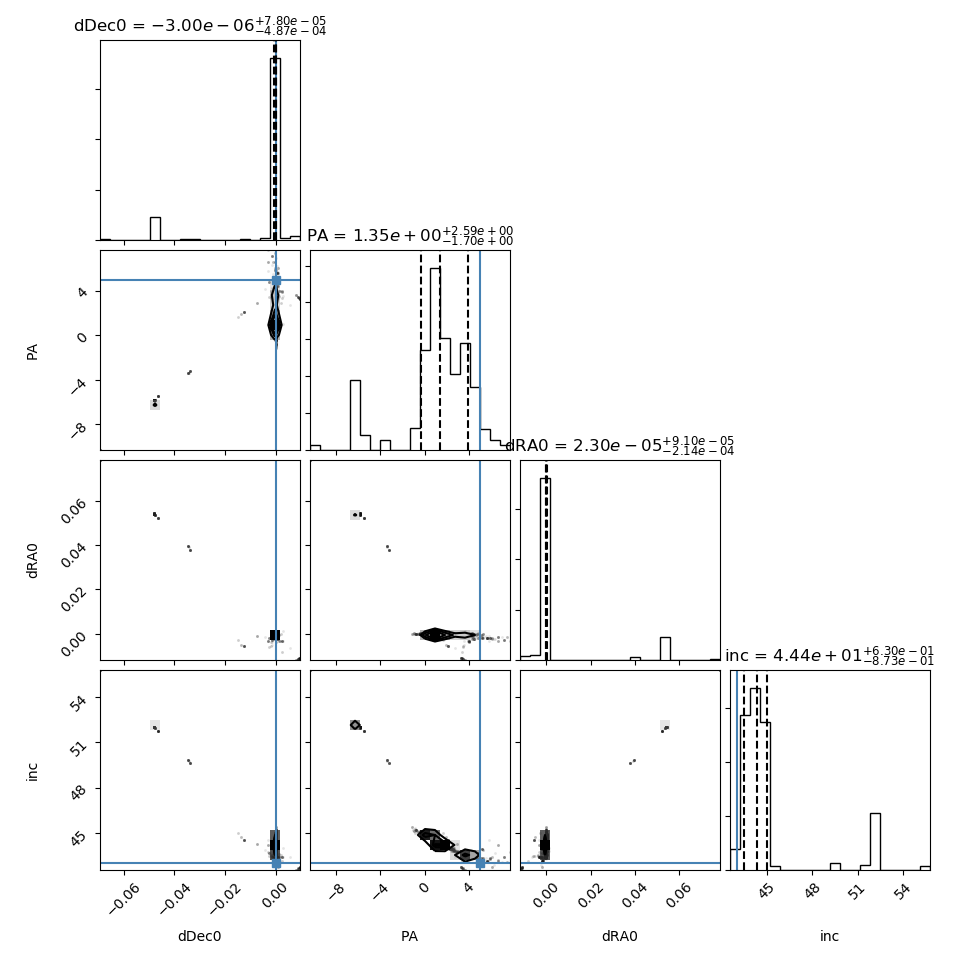 dDec0 = −3.00e−06+7.80e−05 −4.87e−04
PA = 1.35e+00+2.59e+00 −1.70e+00
4
0
−4
−8
PA
dRA0 = 2.30e−05+9.10e−05 −2.14e−04
0.06
0.04
0.02
0.00
dRA0
inc = 4.44e+01+6.30e−01 −8.73e−01
54
51
48
45
inc
−0.06 −0.04 −0.02 0.00 −8 −4 0 4 0.00 0.02 0.04 0.06 45 48 51 54
dDec0 PA dRA0 inc